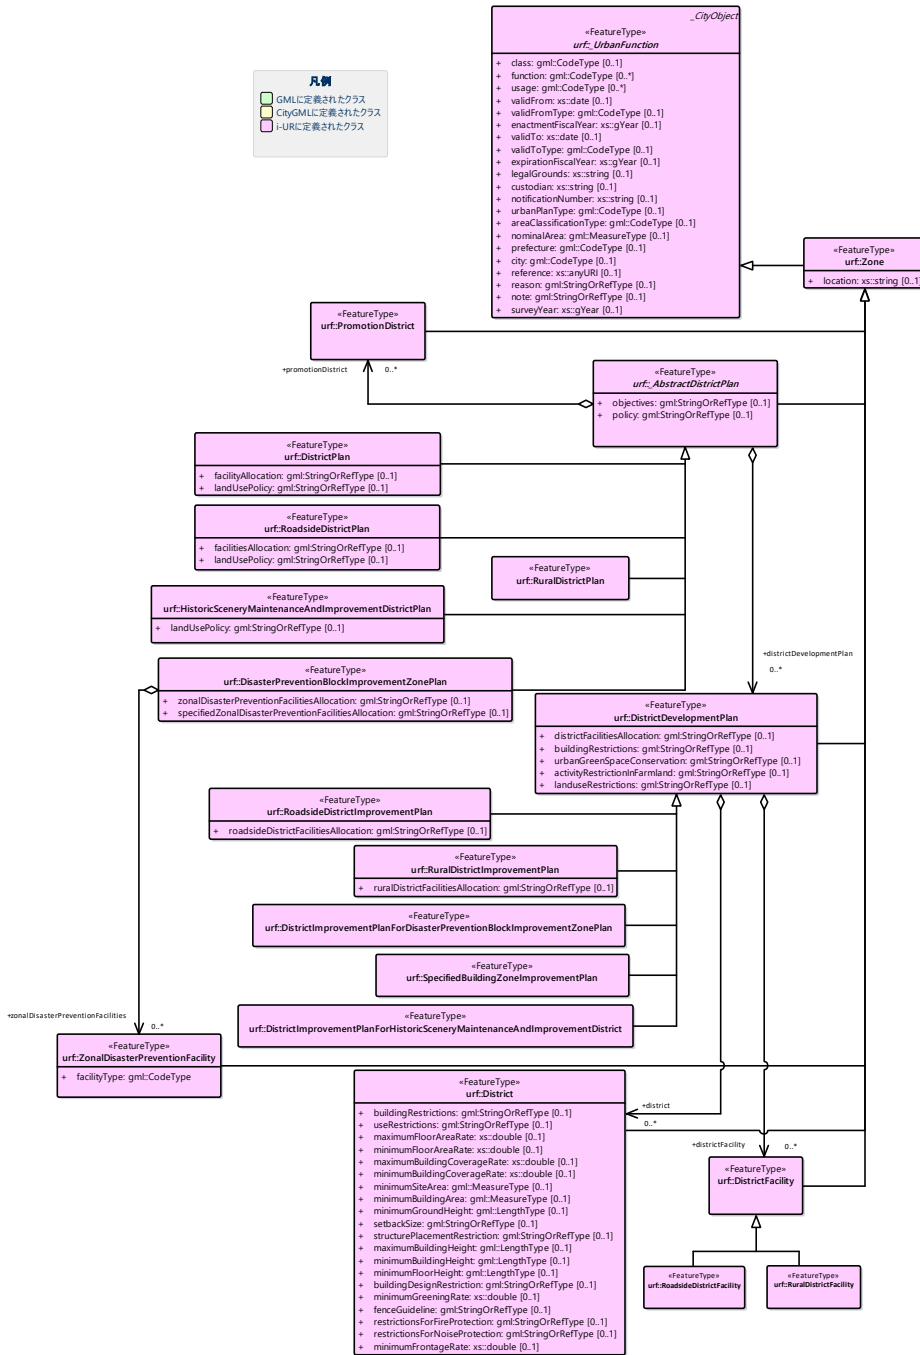 _CityObject
«FeatureType»
urf::_UrbanFunction
+ class: gml::CodeType [0..1]
+ function: gml::CodeType [0..*]
+ usage: gml::CodeType [0..*]
+ validFrom: xs::date [0..1]
+ validFromType: gml::CodeType [0..1]
+ enactmentFiscalYear: xs::gYear [0..1]
+ validTo: xs::date [0..1]
+ validToType: gml::CodeType [0..1]
+ expirationFiscalYear: xs::gYear [0..1]
+ legalGrounds: xs::string [0..1]
+ custodian: xs::string [0..1]
+ notificationNumber: xs::string [0..1]
+ urbanPlanType: gml::CodeType [0..1]
+ areaClassificationType: gml::CodeType [0..1]
+ nominalArea: gml::MeasureType [0..1]
+ prefecture: gml::CodeType [0..1]
+ city: gml::CodeType [0..1]
+ reference: xs::anyURI [0..1]
+ reason: gml::StringOrRefType [0..1]
+ note: gml::StringOrRefType [0..1]
+ surveyYear: xs::gYear [0..1]
凡例
GMLに定義されたクラス
CityGMLに定義されたクラス
i-URに定義されたクラス
«FeatureType»
urf::Zone
+ location: xs::string [0..1]
«FeatureType»
urf::PromotionDistrict
+promotionDistrict 0..*
«FeatureType»
urf::_AbstractDistrictPlan
+ objectives: gml:StringOrRefType [0..1]
+ policy: gml:StringOrRefType [0..1]
«FeatureType»
urf::DistrictPlan
+ facilityAllocation: gml:StringOrRefType [0..1]
+ landUsePolicy: gml:StringOrRefType [0..1]
«FeatureType»
urf::RoadsideDistrictPlan
+ facilitiesAllocation: gml:StringOrRefType [0..1]
+ landUsePolicy: gml:StringOrRefType [0..1]
«FeatureType»
urf::RuralDistrictPlan
«FeatureType»
urf::HistoricSceneryMaintenanceAndImprovementDistrictPlan
+ landUsePolicy: gml:StringOrRefType [0..1]
«FeatureType»
urf::DisasterPreventionBlockImprovementZonePlan
+ zonalDisasterPreventionFacilitiesAllocation: gml:StringOrRefType [0..1]
+ specifiedZonalDisasterPreventionFacilitiesAllocation: gml:StringOrRefType [0..1]
+districtDevelopmentPlan
0..*
«FeatureType»
urf::DistrictDevelopmentPlan
+ districtFacilitiesAllocation: gml:StringOrRefType [0..1]
+ buildingRestrictions: gml:StringOrRefType [0..1]
+ urbanGreenSpaceConservation: gml:StringOrRefType [0..1]
+ activityRestrictionInFarmland: gml:StringOrRefType [0..1]
+ landuseRestrictions: gml:StringOrRefType [0..1]
«FeatureType»
urf::RoadsideDistrictImprovementPlan
+ roadsideDistrictFacilitiesAllocation: gml:StringOrRefType [0..1]
«FeatureType»
urf::RuralDistrictImprovementPlan
+ ruralDistrictFacilitiesAllocation: gml:StringOrRefType [0..1]
«FeatureType»
urf::DistrictImprovementPlanForDisasterPreventionBlockImprovementZonePlan
«FeatureType»
urf::SpecifiedBuildingZoneImprovementPlan
«FeatureType»
urf::DistrictImprovementPlanForHistoricSceneryMaintenanceAndImprovementDistrict
+zonalDisasterPreventionFacilities
0..*
«FeatureType»
urf::ZonalDisasterPreventionFacility
+ facilityType: gml::CodeType
«FeatureType»
urf::District
+ buildingRestrictions: gml:StringOrRefType [0..1]
+ useRestrictions: gml:StringOrRefType [0..1]
+ maximumFloorAreaRate: xs::double [0..1]
+ minimumFloorAreaRate: xs::double [0..1]
+ maximumBuildingCoverageRate: xs::double [0..1]
+ minimumBuildingCoverageRate: xs::double [0..1]
+ minimumSiteArea: gml::MeasureType [0..1]
+ minimumBuildingArea: gml::MeasureType [0..1]
+ minimumGroundHeight: gml::LengthType [0..1]
+ setbackSize: gml:StringOrRefType [0..1]
+ structurePlacementRestriction: gml:StringOrRefType [0..1]
+ maximumBuildingHeight: gml::LengthType [0..1]
+ minimumBuildingHeight: gml::LengthType [0..1]
+ minimumFloorHeight: gml::LengthType [0..1]
+ buildingDesignRestriction: gml:StringOrRefType [0..1]
+ minimumGreeningRate: xs::double [0..1]
+ fenceGuideline: gml:StringOrRefType [0..1]
+ restrictionsForFireProtection: gml:StringOrRefType [0..1]
+ restrictionsForNoiseProtection: gml:StringOrRefType [0..1]
+ minimumFrontageRate: xs::double [0..1]
+district
0..*
+districtFacility 0..*
«FeatureType»
urf::DistrictFacility
«FeatureType»
urf::RoadsideDistrictFacility
«FeatureType»
urf::RuralDistrictFacility